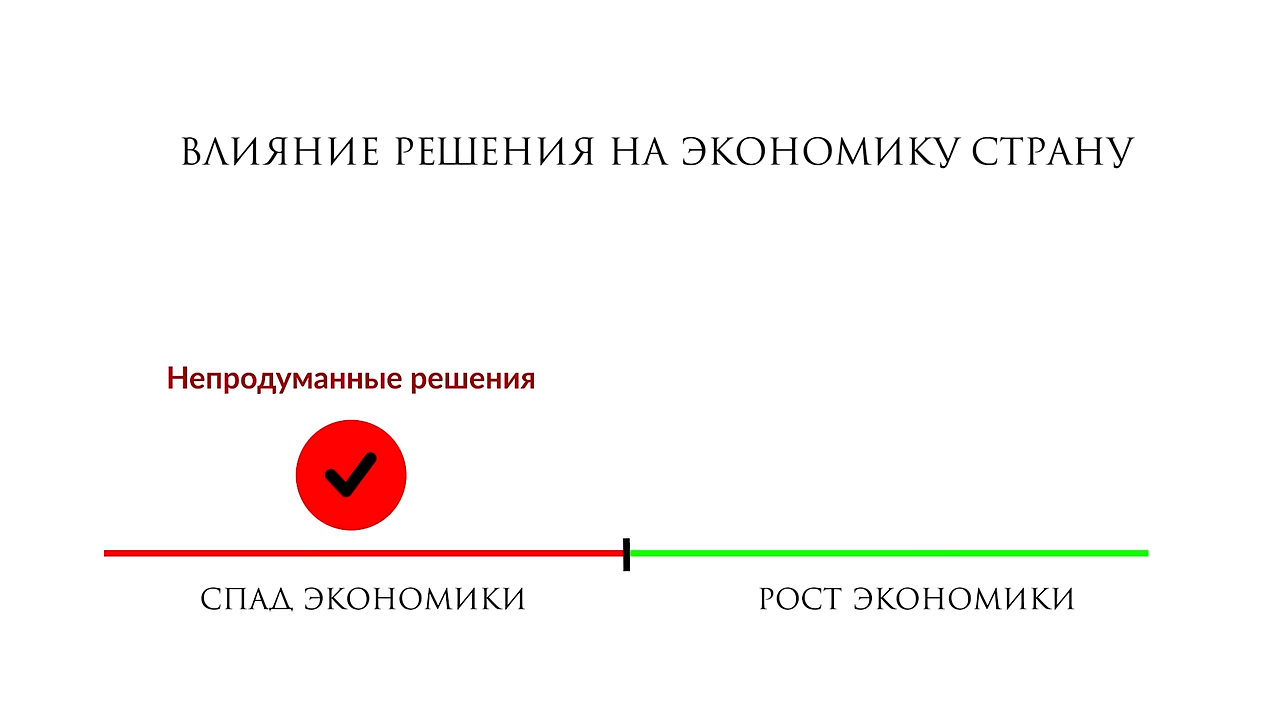 ВЛИЯНИЕ РЕШЕНИЯ НА ЭКОНОМИКУ СТРАНУ
Непродуманные решения
СПАД ЭКОНОМИКИ
РОСТ ЭКОНОМИКИ